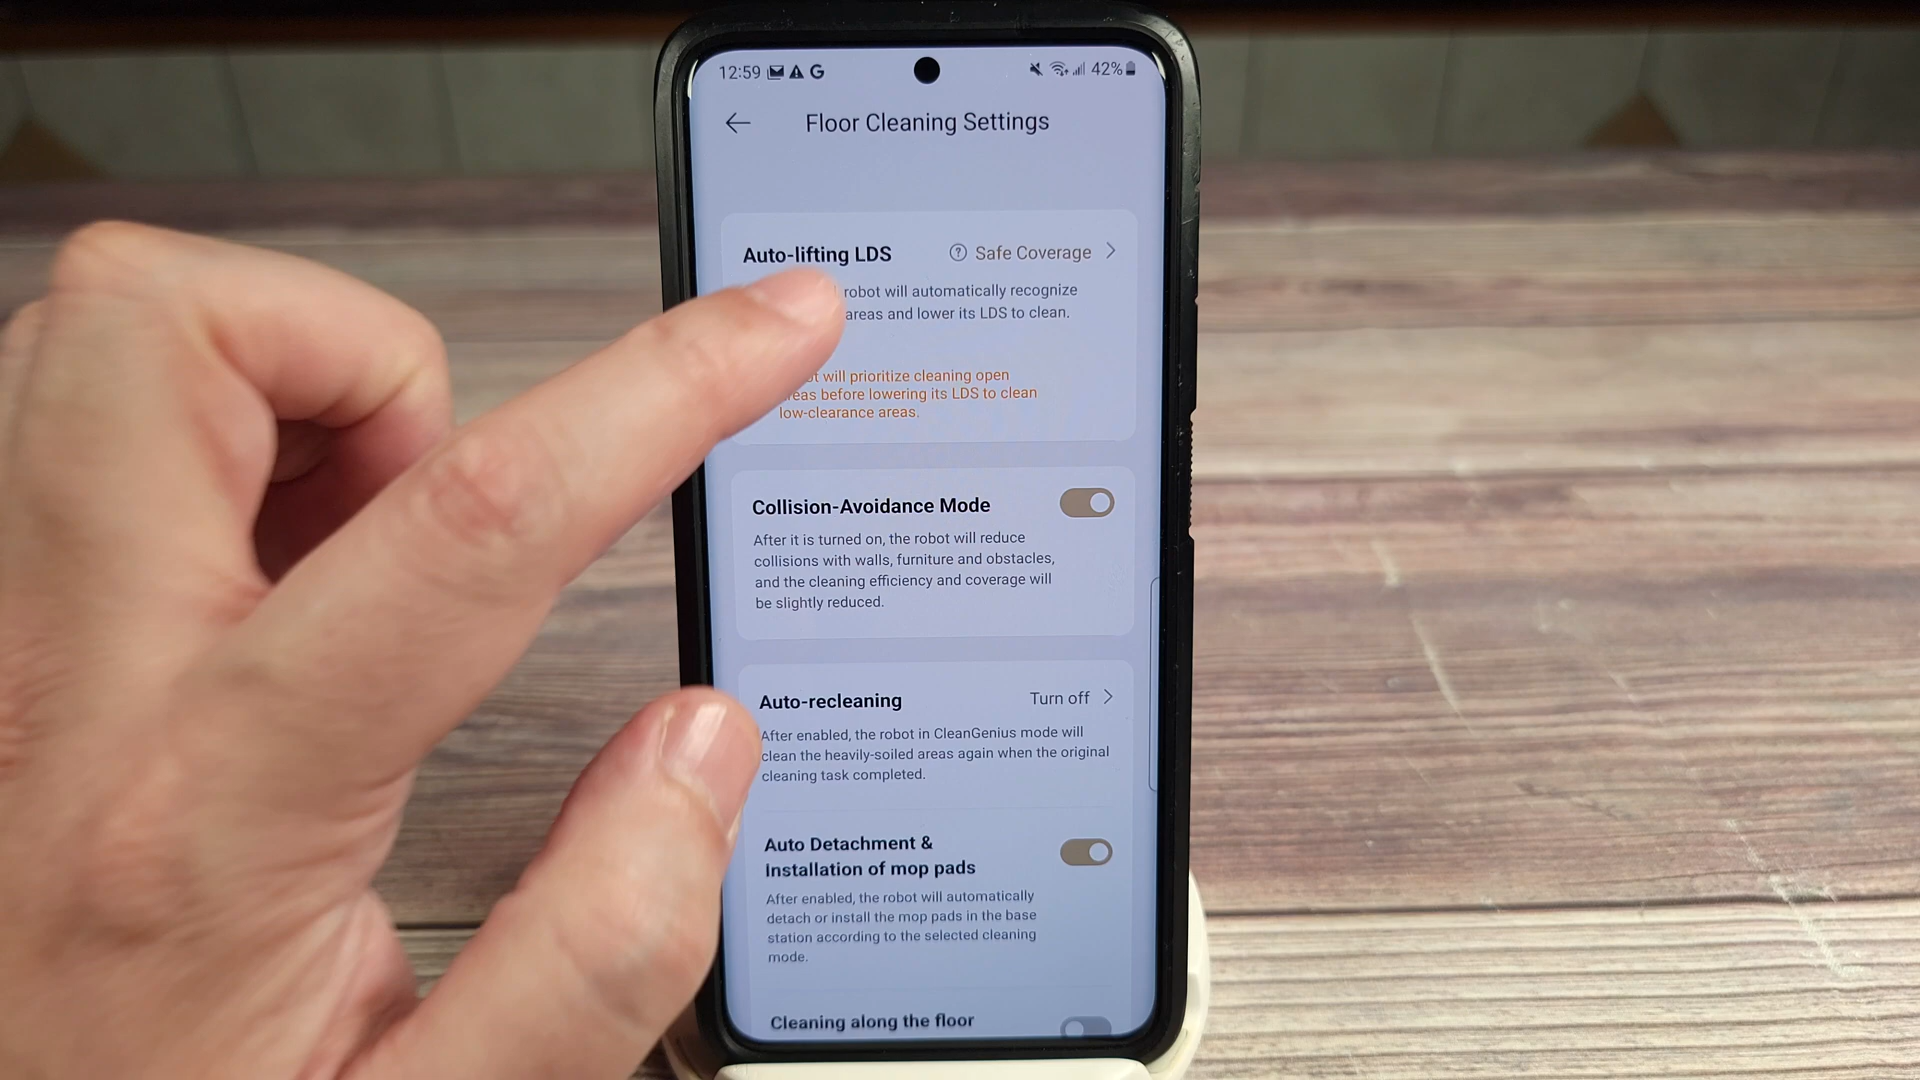 12:59 G 42%
Floor Cleaning Settings
Auto-lifting LDS ? Safe Coverage
robot will automatically recognize
areas and lower its LDS to clean.
will prioritize cleaning open
before lowering its LDS to clean
low-clearance areas.
Collision-Avoidance Mode
After it is turned on, the robot will reduce
collisions with walls, furniture and obstacles,
and the cleaning efficiency and coverage will
be slightly reduced.
Auto-recleaning Turn off
After enabled, the robot in CleanGenius mode will
clean the heavily-soiled areas again when the original
cleaning task completed.
Auto Detachment &
Installation of mop pads
After enabled, the robot will automatically
detach or install the mop pads in the base
station according to the selected cleaning
mode.
Cleaning along the floor